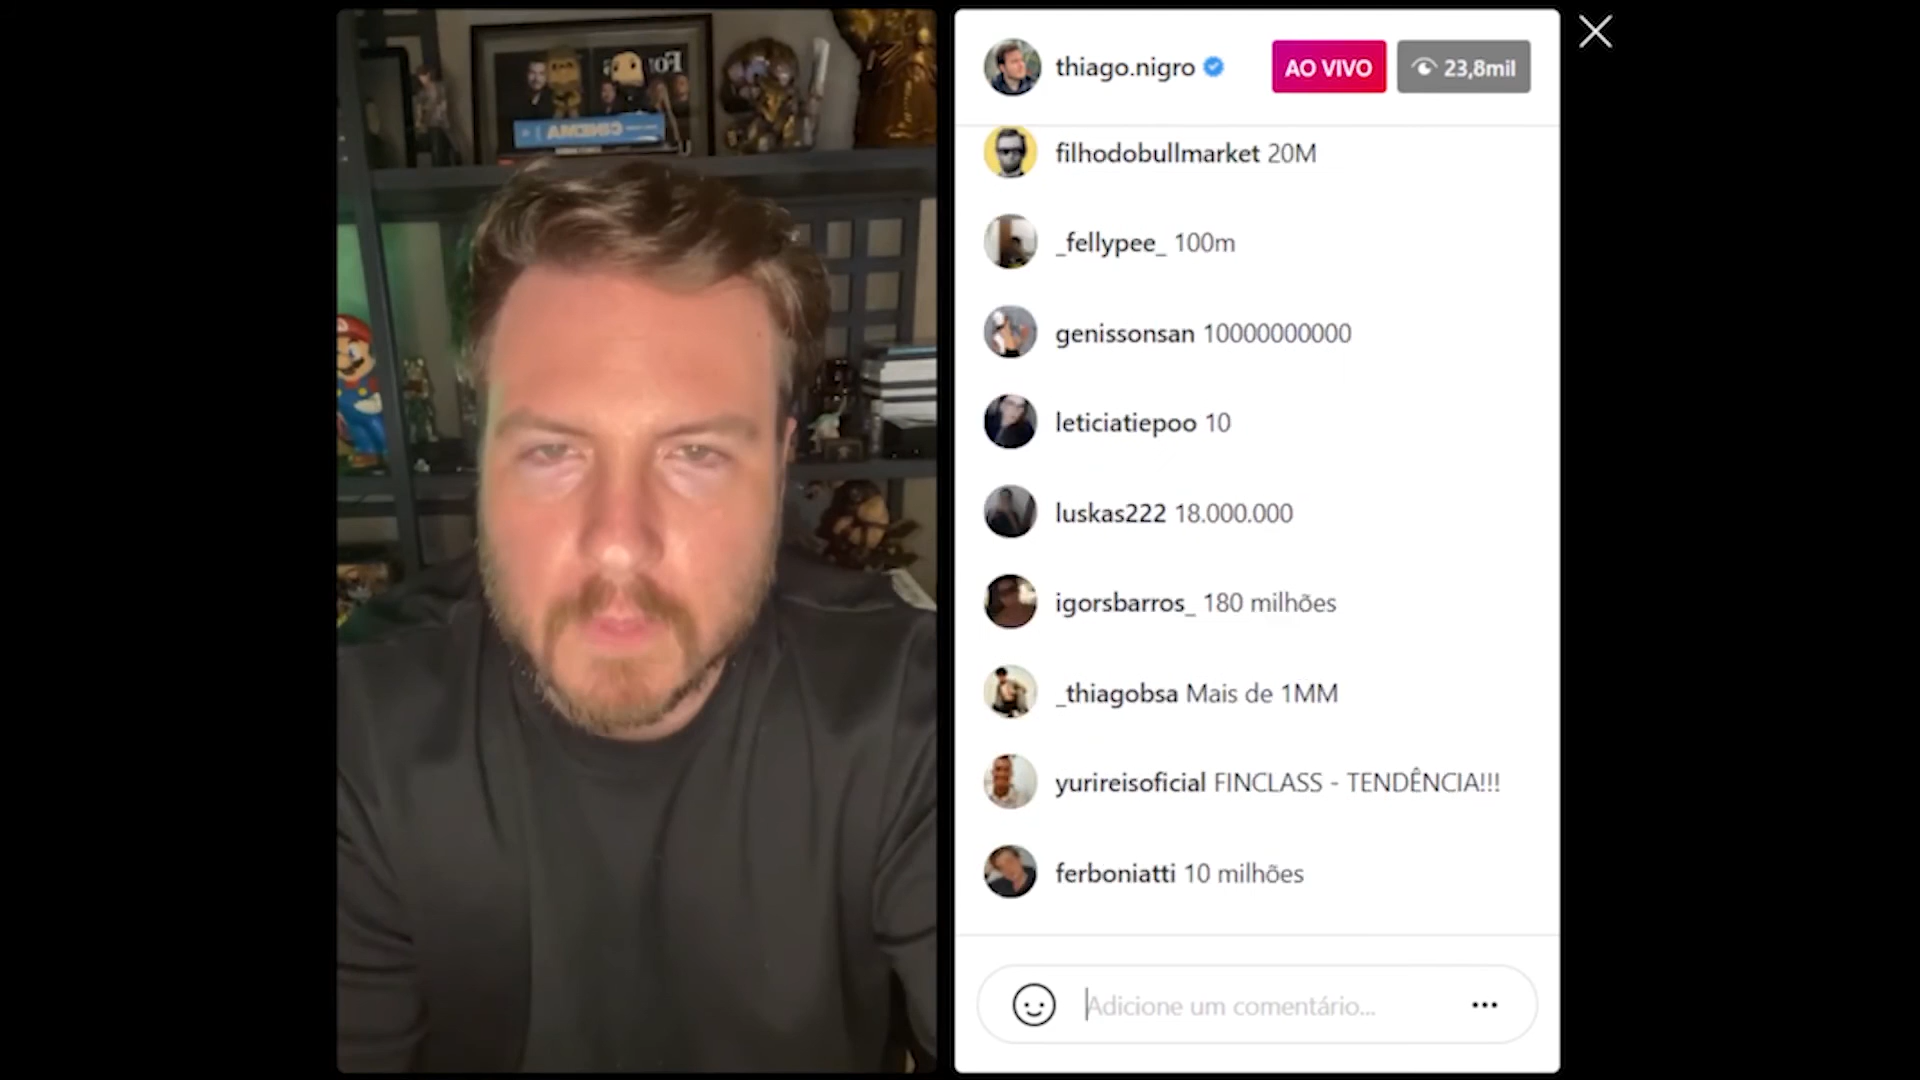 CINEMA
thiago.nigro
AO VIVO
23,8mil
filhodobullmarket 20M
_fellypee_ 100m
genissonsan 10000000000
leticiatiepoo 10
luskas222 18.000.000
igorsbarros_ 180 milhões
_thiagobsa Mais de 1MM
yurireisoficial FINCLASS - TENDÊNCIA!!!
ferboniatti 10 milhões
Adicione um comentário...